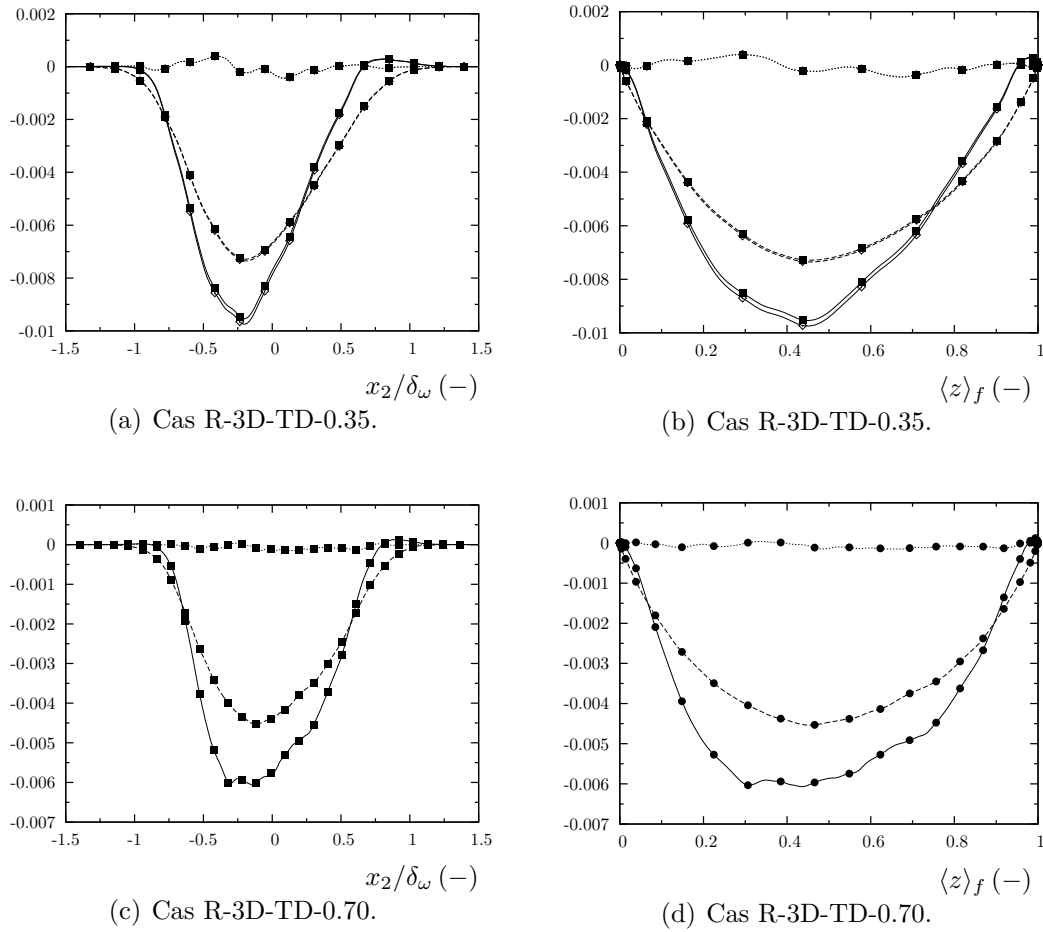 0.002
0
-0.002
-0.004
-0.006
-0.008
-0.01
-1.5 -1 -0.5 0 0.5 1 1.5
x₂/δ_ω (−)
(a) Cas R-3D-TD-0.35.
0.002
0
-0.002
-0.004
-0.006
-0.008
-0.01
0 0.2 0.4 0.6 0.8 1
⟨z⟩_f (−)
(b) Cas R-3D-TD-0.35.
0.001
0
-0.001
-0.002
-0.003
-0.004
-0.005
-0.006
-0.007
-1.5 -1 -0.5 0 0.5 1 1.5
x₂/δ_ω (−)
(c) Cas R-3D-TD-0.70.
0.001
0
-0.001
-0.002
-0.003
-0.004
-0.005
-0.006
-0.007
0 0.2 0.4 0.6 0.8 1
⟨z⟩_f (−)
(d) Cas R-3D-TD-0.70.